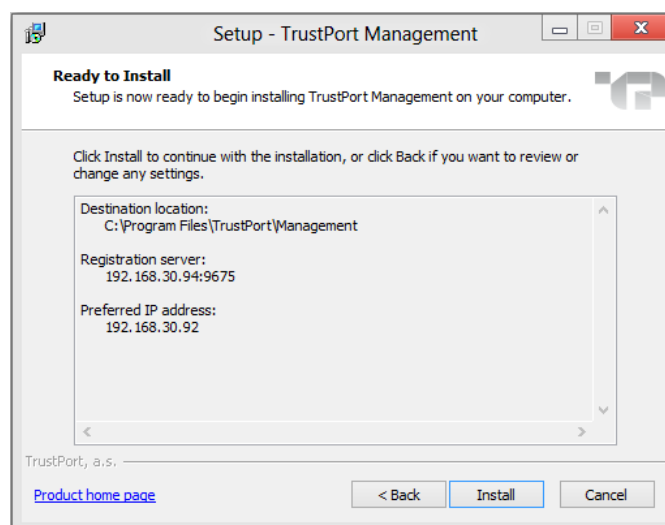 Setup - TrustPort Management
Ready to Install
Setup is now ready to begin installing TrustPort Management on your computer.
Click Install to continue with the installation, or click Back if you want to review or
change any settings.
Destination location:
C:\Program Files\TrustPort\Management
Registration server:
192.168.30.94:9675
Preferred IP address:
192.168.30.92
TrustPort, a.s.
Product home page
< Back
Install
Cancel